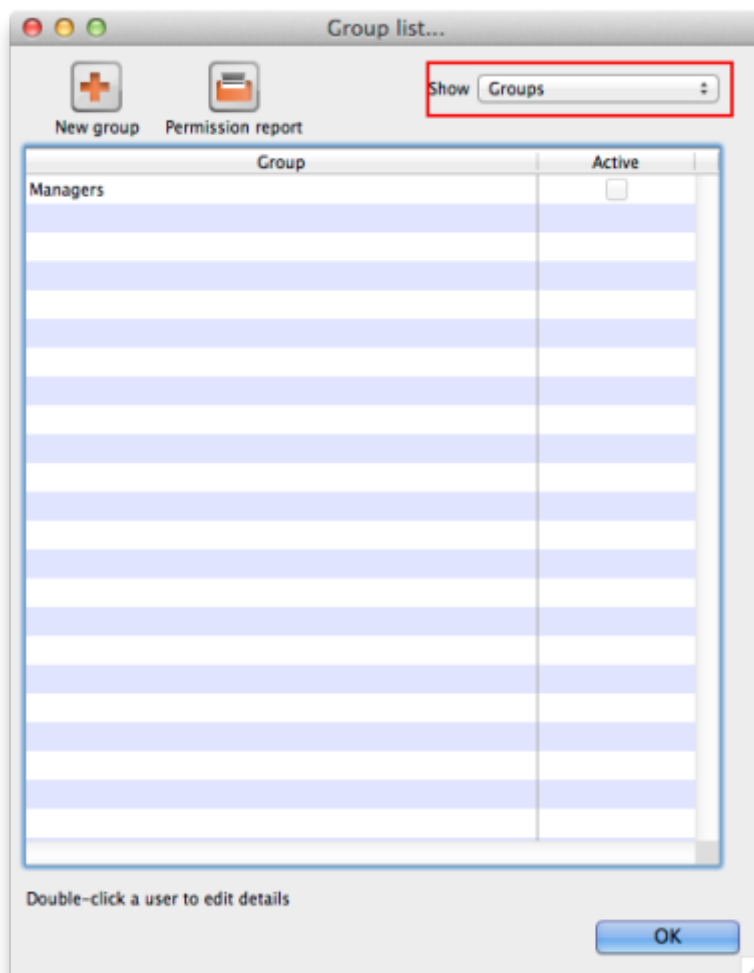 Group list...
Show Groups
New group Permission report
Group Active
Managers
Double-click a user to edit details
OK